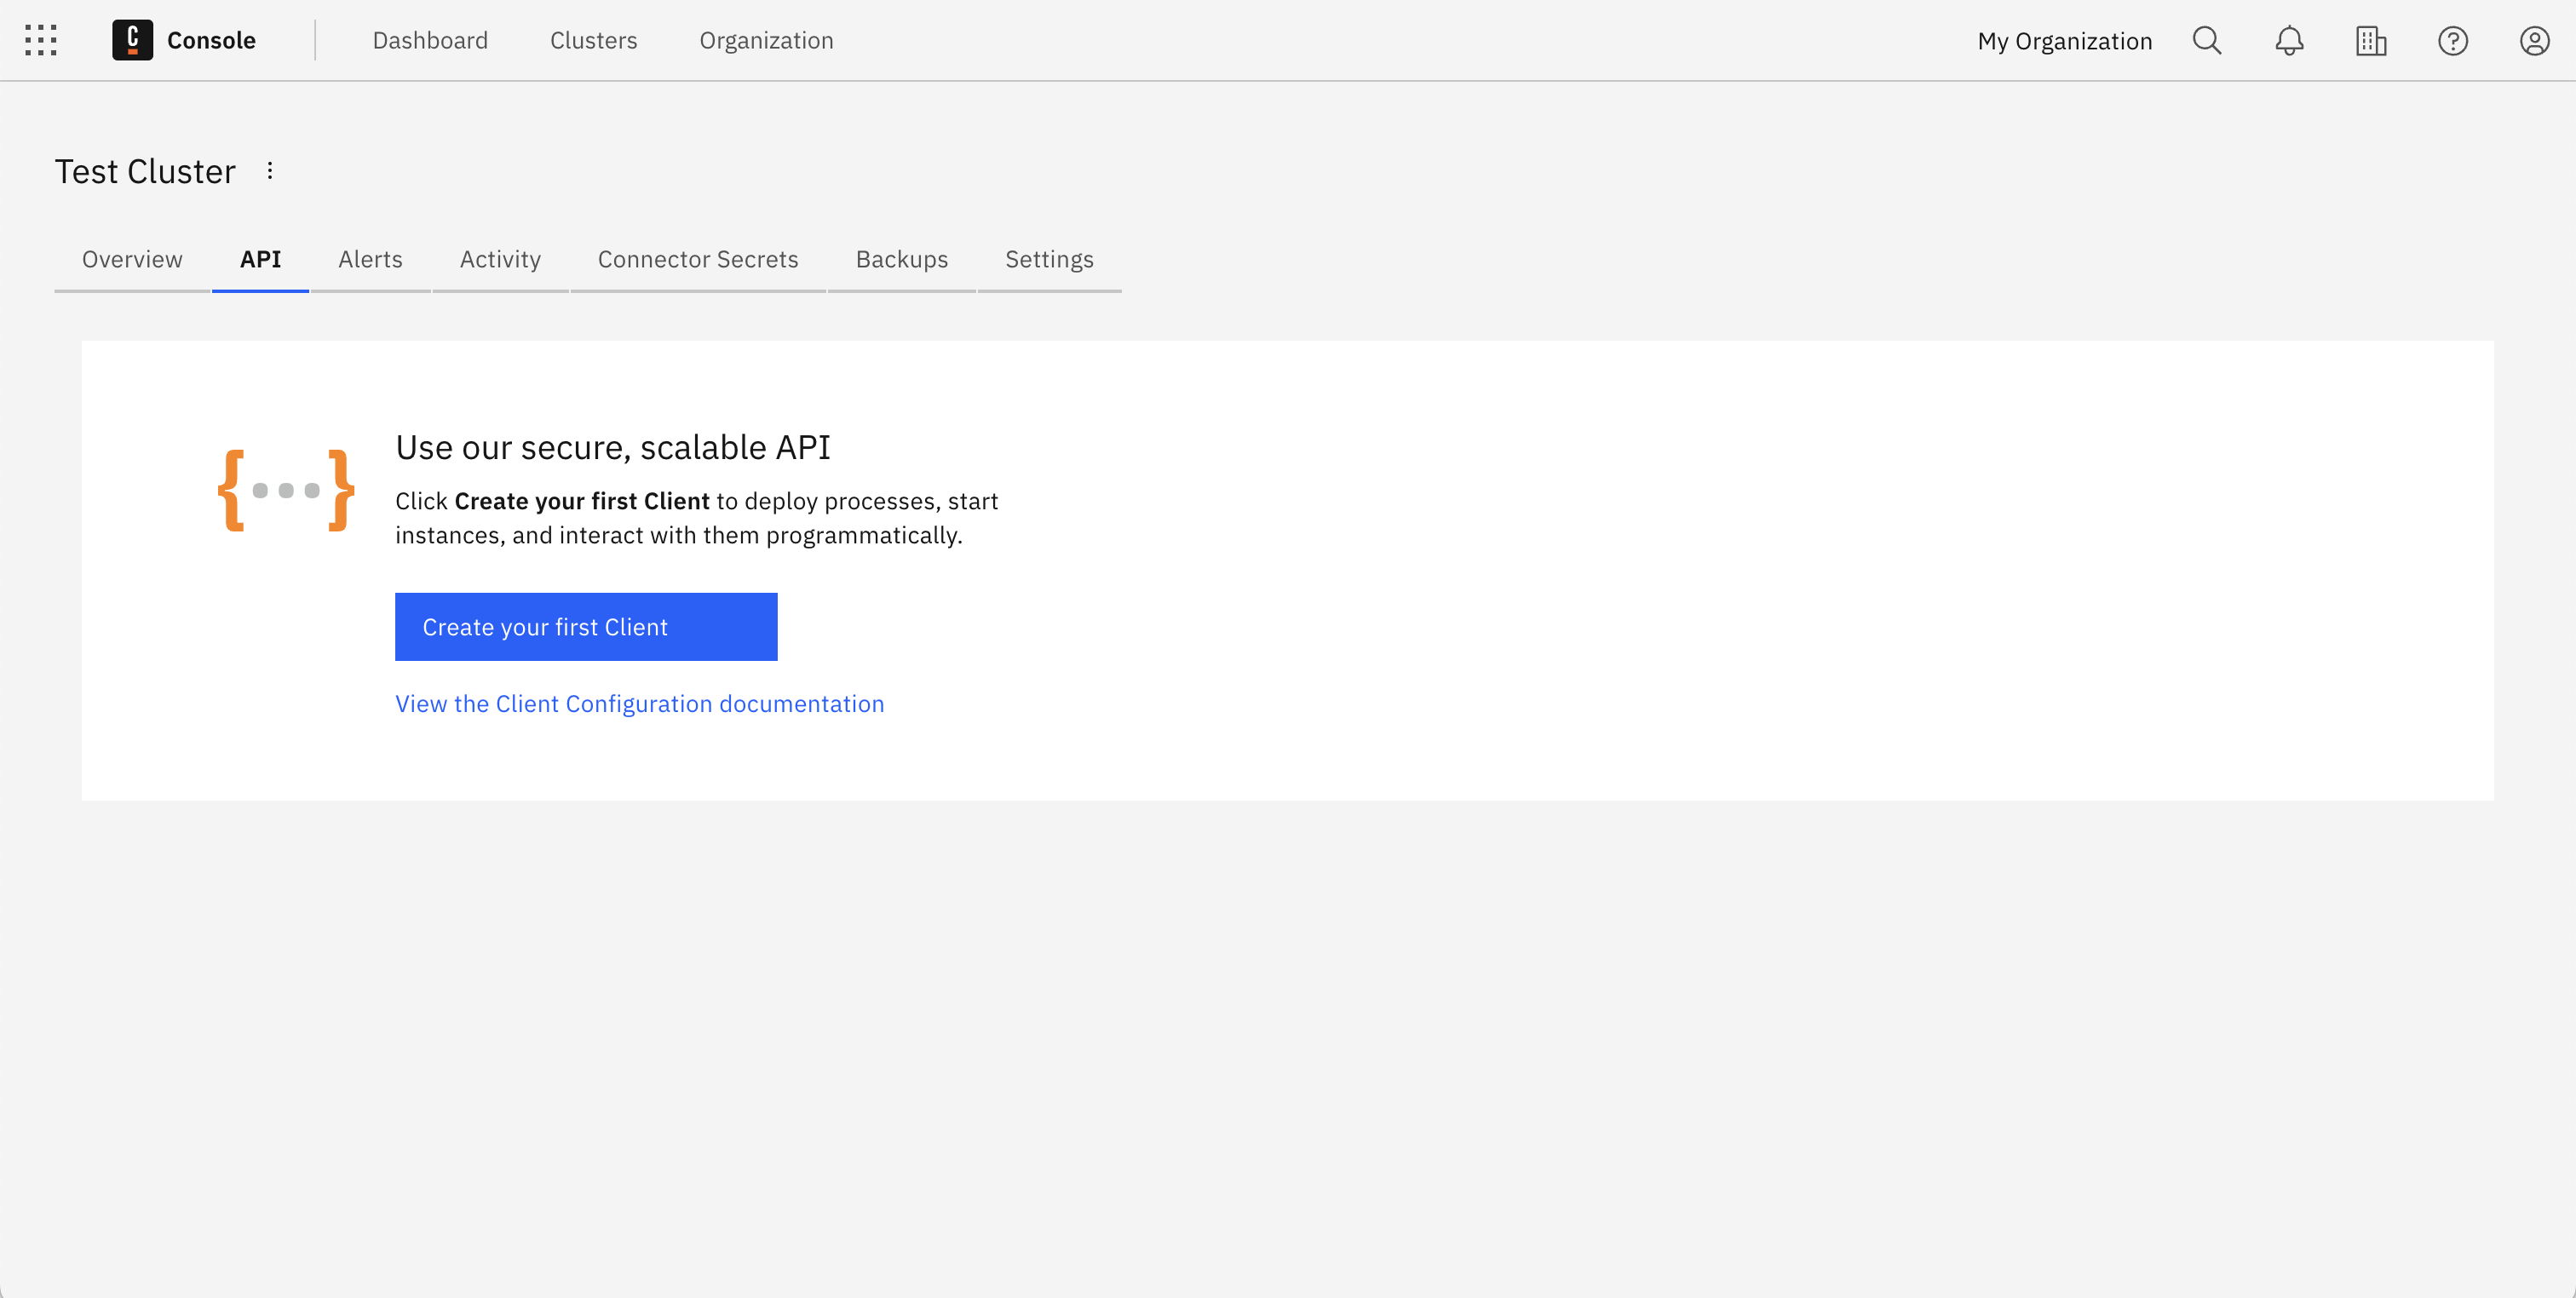 Console
Dashboard
Clusters
Organization
My Organization
Test Cluster
Overview
API
Alerts
Activity
Connector Secrets
Backups
Settings
{...}
Use our secure, scalable API
Click Create your first Client to deploy processes, start
instances, and interact with them programmatically.
Create your first Client
View the Client Configuration documentation